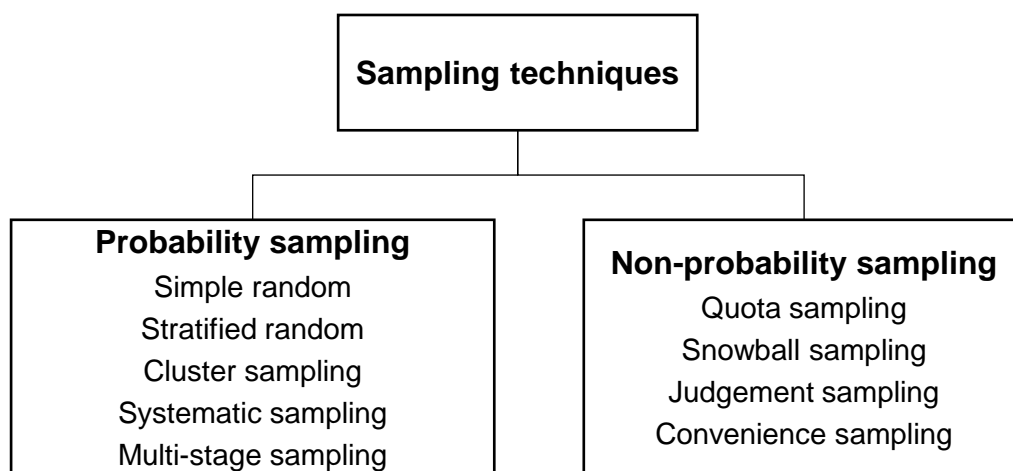 Sampling techniques
Probability sampling
Simple random
Stratified random
Cluster sampling
Systematic sampling
Multi-stage sampling
Non-probability sampling
Quota sampling
Snowball sampling
Judgement sampling
Convenience sampling